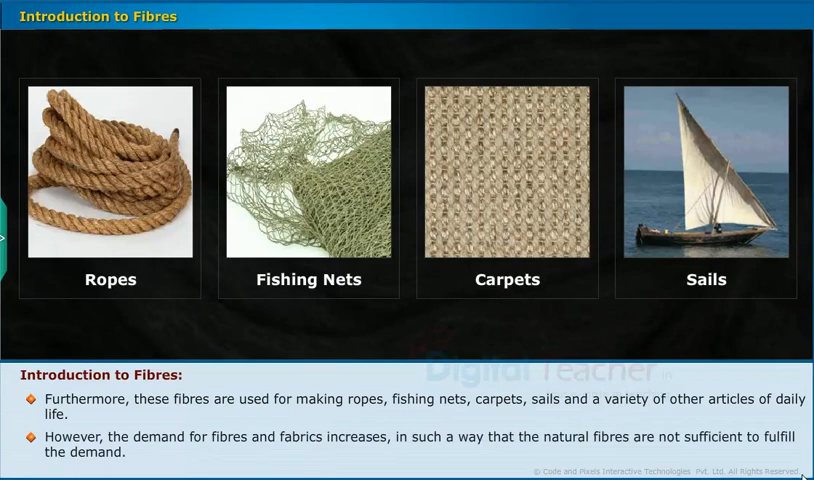 Introduction to Fibres
Ropes
Fishing Nets
Carpets
Sails
Digital Teacher.in
Introduction to Fibres:
Furthermore, these fibres are used for making ropes, fishing nets, carpets, sails and a variety of other articles of daily
life.
However, the demand for fibres and fabrics increases, in such a way that the natural fibres are not sufficient to fulfill
the demand.
© Code and Pixels Interactive Technologies Pvt. Ltd. All Rights Reserved.